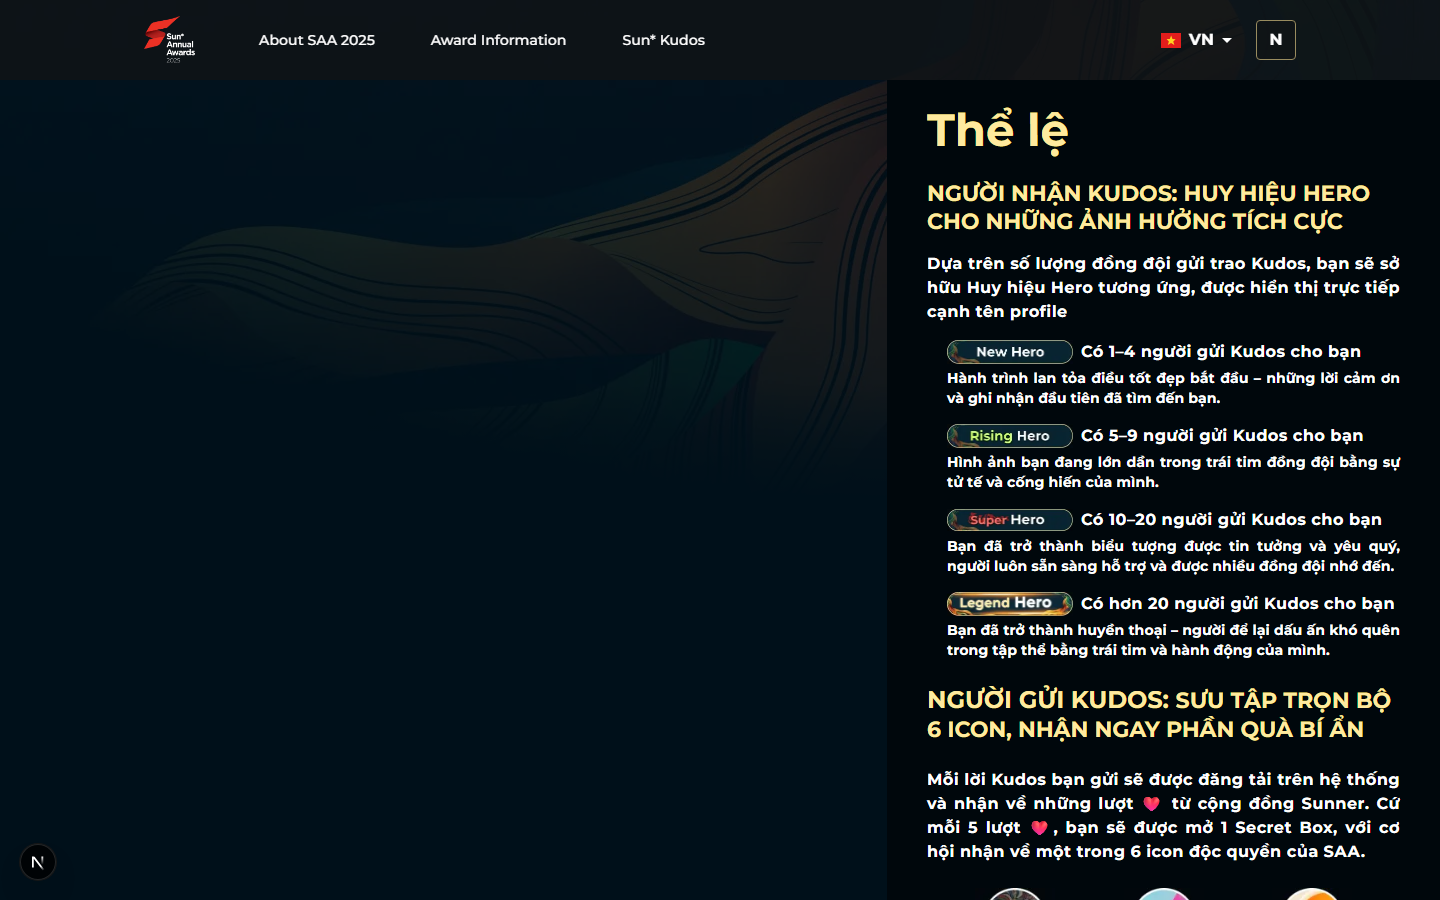 Sun*
Annual
Awards
2025
About SAA 2025
Award Information
Sun* Kudos
VN
N
Thể lệ
NGƯỜI NHẬN KUDOS: HUY HIỆU HERO
CHO NHỮNG ẢNH HƯỞNG TÍCH CỰC
Dựa trên số lượng đồng đội gửi trao Kudos, bạn sẽ sở
hữu Huy hiệu Hero tương ứng, được hiển thị trực tiếp
cạnh tên profile
New Hero Có 1–4 người gửi Kudos cho bạn
Hành trình lan tỏa điều tốt đẹp bắt đầu – những lời cảm ơn
và ghi nhận đầu tiên đã tìm đến bạn.
Rising Hero Có 5–9 người gửi Kudos cho bạn
Hình ảnh bạn đang lớn dần trong trái tim đồng đội bằng sự
tử tế và cống hiến của mình.
Super Hero Có 10–20 người gửi Kudos cho bạn
Bạn đã trở thành biểu tượng được tin tưởng và yêu quý,
người luôn sẵn sàng hỗ trợ và được nhiều đồng đội nhớ đến.
Legend Hero Có hơn 20 người gửi Kudos cho bạn
Bạn đã trở thành huyền thoại – người để lại dấu ấn khó quên
trong tập thể bằng trái tim và hành động của mình.
NGƯỜI GỬI KUDOS: SƯU TẬP TRỌN BỘ
6 ICON, NHẬN NGAY PHẦN QUÀ BÍ ẨN
Mỗi lời Kudos bạn gửi sẽ được đăng tải trên hệ thống
và nhận về những lượt ❤️ từ cộng đồng Sunner. Cứ
mỗi 5 lượt ❤️, bạn sẽ được mở 1 Secret Box, với cơ
hội nhận về một trong 6 icon độc quyền của SAA.
N